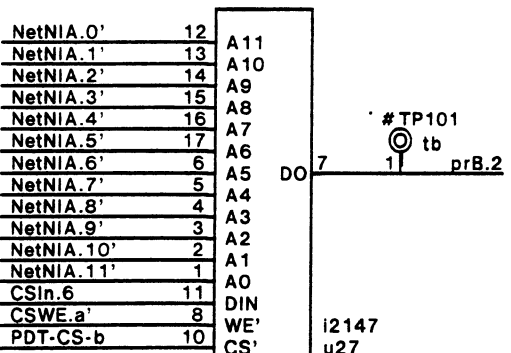 NetNIA.0' 12 A11
NetNIA.1' 13 A10
NetNIA.2' 14 A9
NetNIA.3' 15 A8
NetNIA.4' 16 A7
NetNIA.5' 17 A6
NetNIA.6' 6 A5
NetNIA.7' 5 A4
NetNIA.8' 4 A3
NetNIA.9' 3 A2
NetNIA.10' 2 A1
NetNIA.11' 1 A0
CSIn.6 11 DIN
CSWE.a' 8 WE'
PDT-CS-b 10 CS'
DO 7
#TP101
tb
1 prB.2
i2147
u27